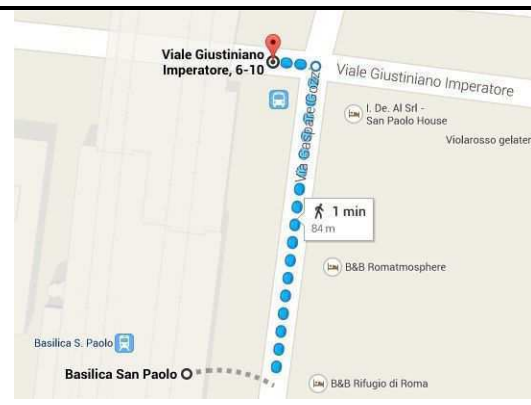 Viale Giustiniano
Imperatore, 6-10
Viale Giustiniano Imperatore
Via Gaspare Gozzi
I. De. Al Srl -
San Paolo House
Violarosso gelater
1 min
84 m
B&B Romatmosphere
Basilica S. Paolo
Basilica San Paolo
B&B Rifugio di Roma